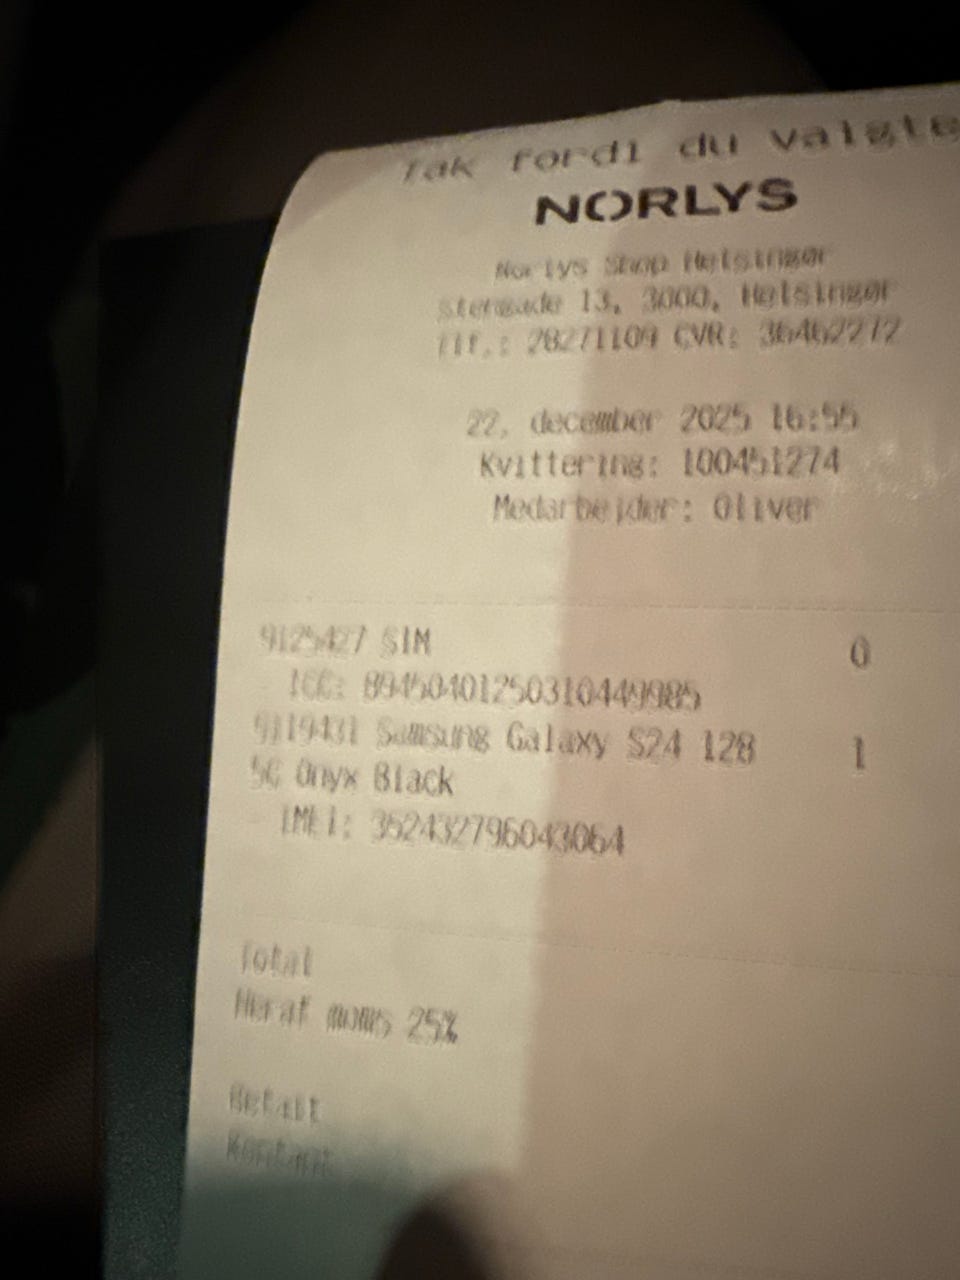 Tak fordi du valgte
NORLYS
Norlys Shop Helsingør
Stengade 13, 3000, Helsingør
Tlf.: 28271109 CVR: 36462272
22. december 2025 16:55
Kvittering: 100451274
Medarbejder: Oliver
9125427 SIM 0
ICC: 89450401250310449985
9119431 Samsung Galaxy S24 128 1
5G Onyx Black
IMEI: 352432796043064
Total
Heraf moms 25%
Betalt
Kontant